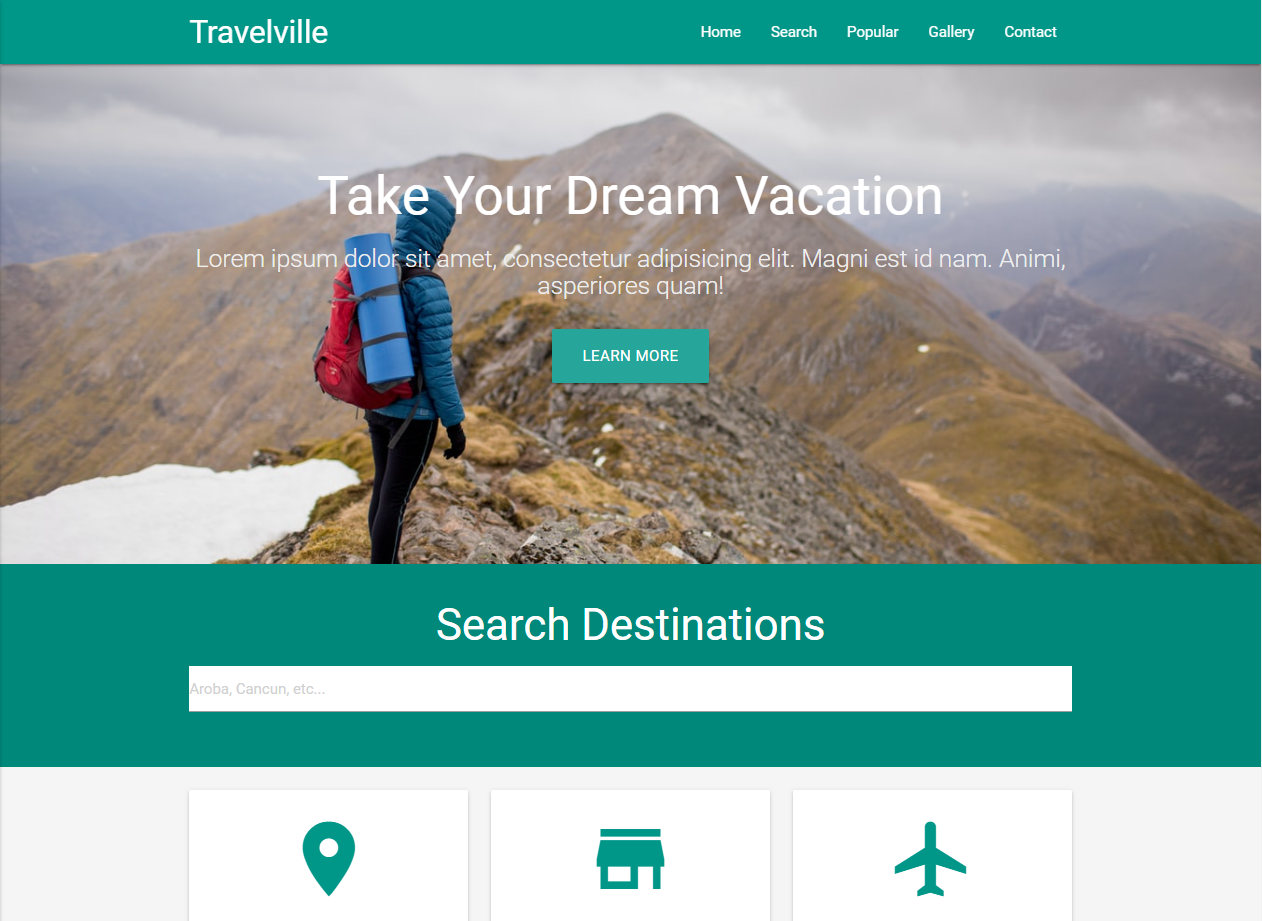 Travelville
Home Search Popular Gallery Contact
Take Your Dream Vacation
Lorem ipsum dolor sit amet, consectetur adipisicing elit. Magni est id nam. Animi,
asperiores quam!
LEARN MORE
Search Destinations
Aroba, Cancun, etc...